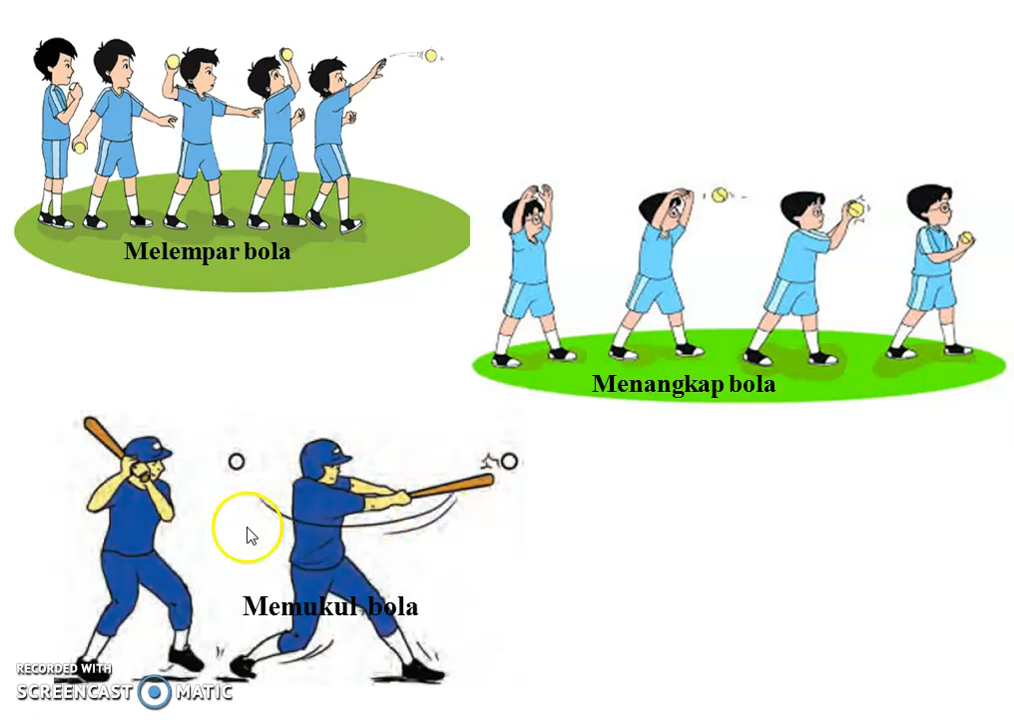 Melempar bola
Menangkap bola
Memukul bola
RECORDED WITH
SCREENCAST MATIC